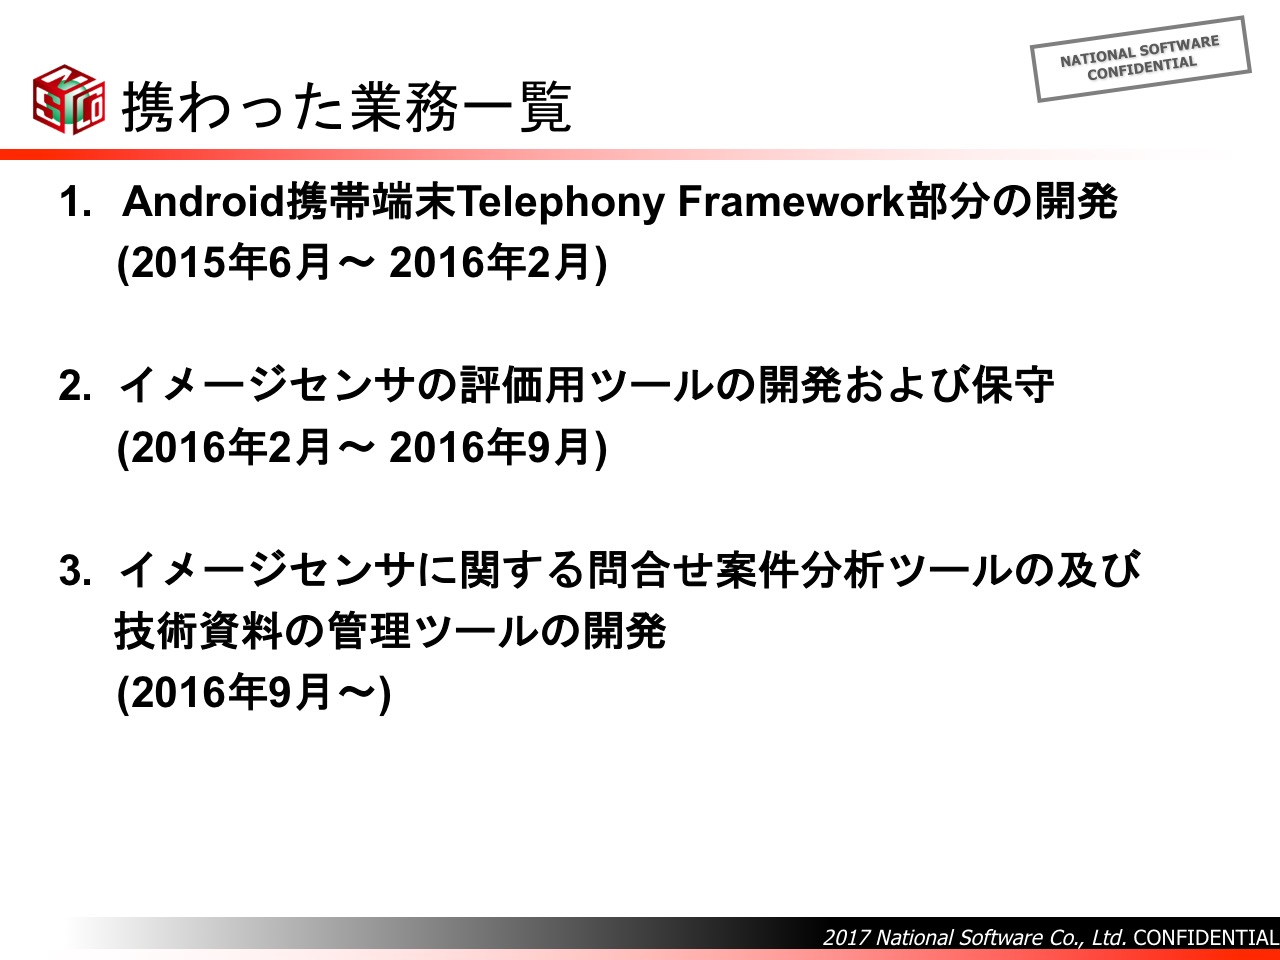 NATIONAL SOFTWARE
CONFIDENTIAL
携わった業務一覧
1. Android携帯端末Telephony Framework部分の開発
(2015年6月～ 2016年2月)
2. イメージセンサの評価用ツールの開発および保守
(2016年2月～ 2016年9月)
3. イメージセンサに関する問合せ案件分析ツールの及び
技術資料の管理ツールの開発
(2016年9月～)
2017 National Software Co., Ltd. CONFIDENTIAL